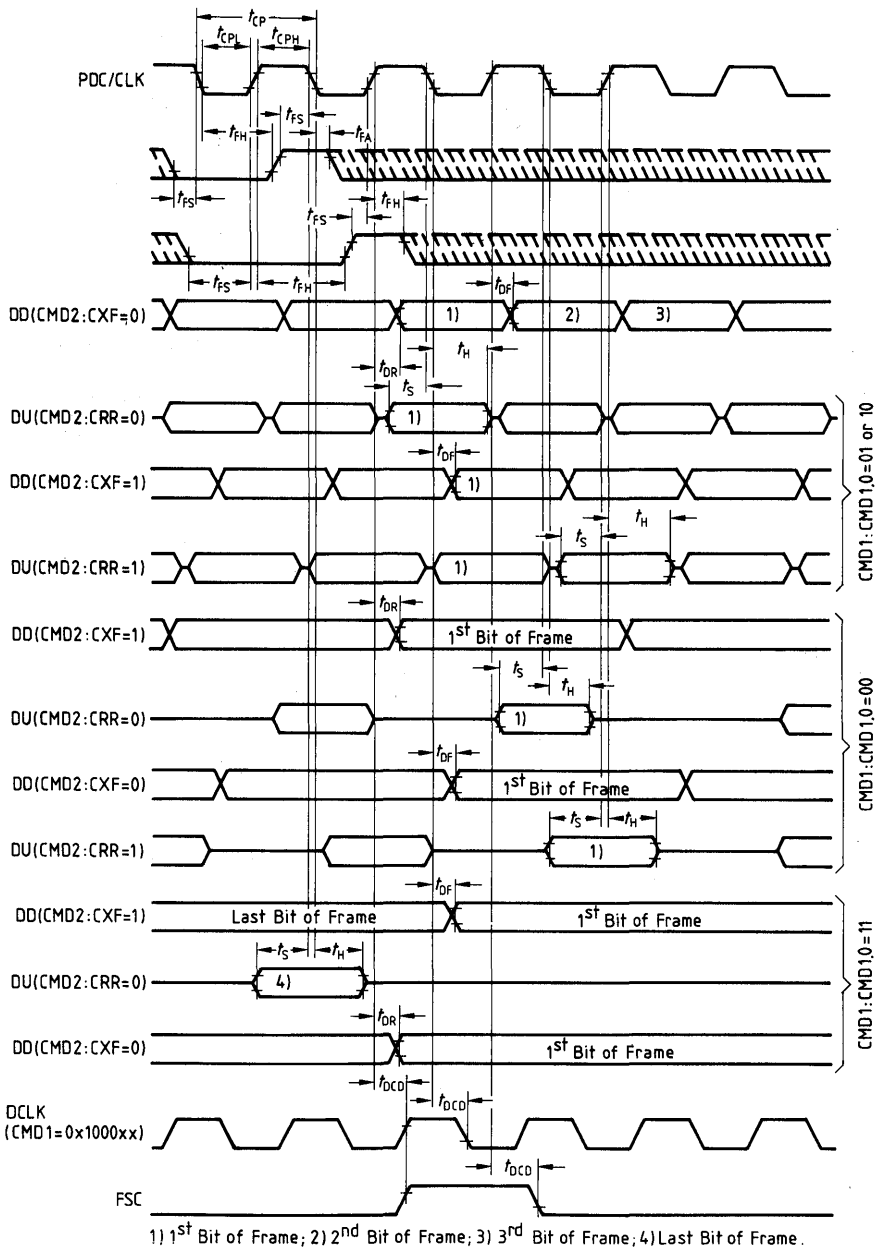 tCP
tCPL tCPH
PDC/CLK
tFS
tFH tFA
tFS tFH
tFS
tFS tFH
tDF
DD(CMD2:CXF=0) 1) 2) 3)
tH
tDR
tS
DU(CMD2:CRR=0) 1)
tDF
DD(CMD2:CXF=1) 1)
tS tH
DU(CMD2:CRR=1) 1)
CMD1:CMD1,0=01 or 10
tDR
DD(CMD2:CXF=1) 1st Bit of Frame
tS tH
DU(CMD2:CRR=0) 1)
tDF
DD(CMD2:CXF=0) 1st Bit of Frame
tS tH
DU(CMD2:CRR=1) 1)
CMD1:CMD1,0=00
tDF
DD(CMD2:CXF=1) Last Bit of Frame 1st Bit of Frame
tS tH
DU(CMD2:CRR=0) 4)
tDR
DD(CMD2:CXF=0) 1st Bit of Frame
CMD1:CMD1,0=11
tDCD tDCD
DCLK
(CMD1=0x1000xx)
tDCD
FSC
1) 1st Bit of Frame; 2) 2nd Bit of Frame; 3) 3rd Bit of Frame; 4) Last Bit of Frame.